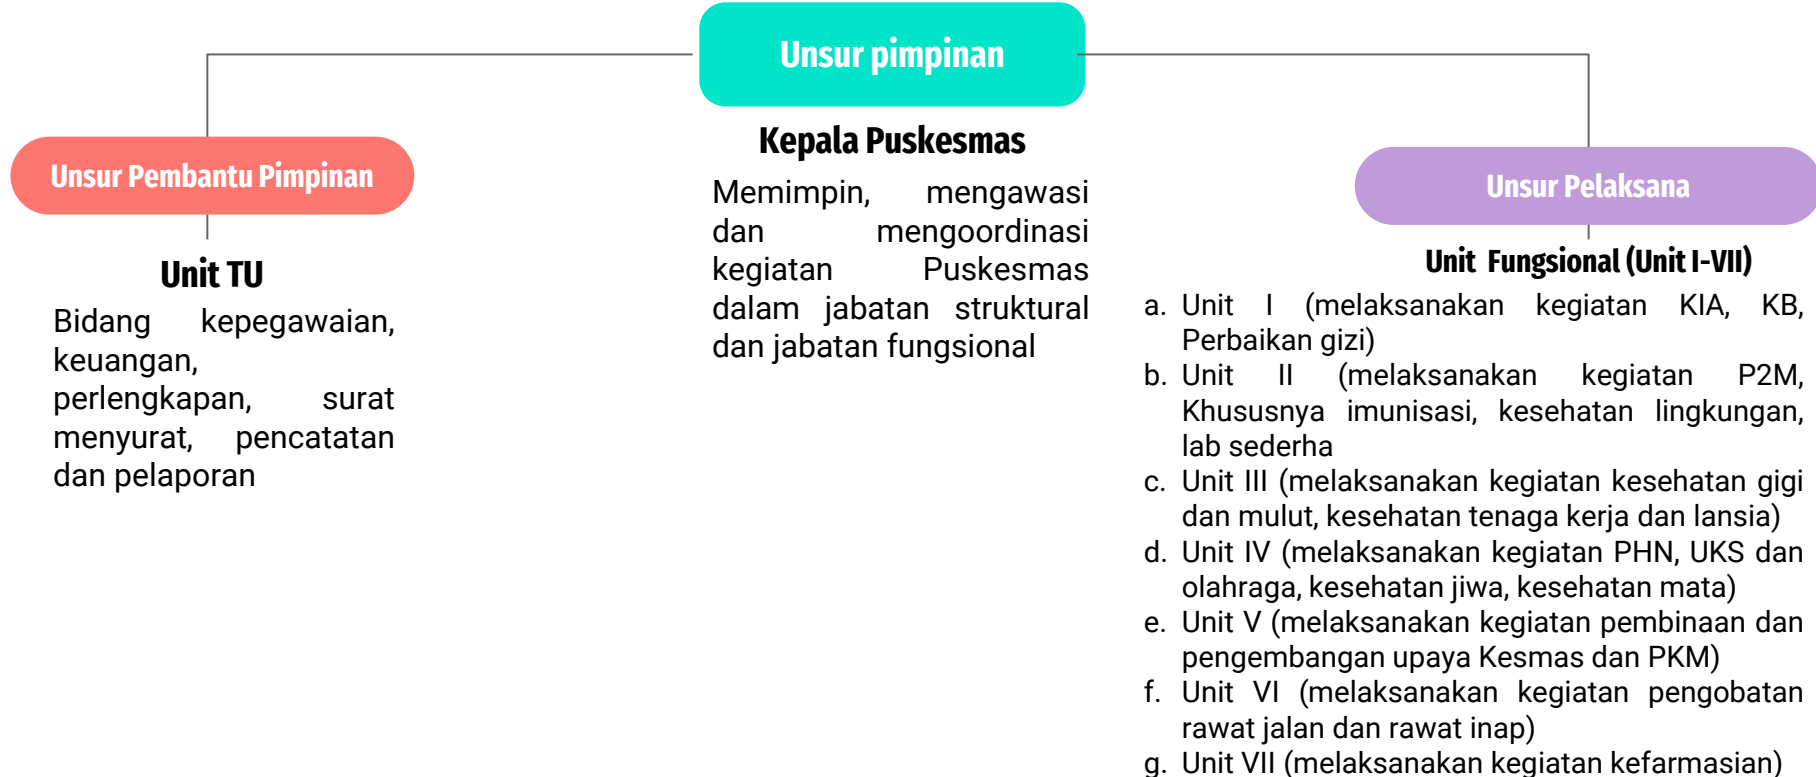 Unsur pimpinan
Kepala Puskesmas
Memimpin, mengawasi
dan mengoordinasi
kegiatan Puskesmas
dalam jabatan struktural
dan jabatan fungsional
Unsur Pembantu Pimpinan
Unit TU
Bidang kepegawaian,
keuangan,
perlengkapan, surat
menyurat, pencatatan
dan pelaporan
Unsur Pelaksana
Unit Fungsional (Unit I-VII)
a. Unit I (melaksanakan kegiatan KIA, KB,
Perbaikan gizi)
b. Unit II (melaksanakan kegiatan P2M,
Khususnya imunisasi, kesehatan lingkungan,
lab sederha
c. Unit III (melaksanakan kegiatan kesehatan gigi
dan mulut, kesehatan tenaga kerja dan lansia)
d. Unit IV (melaksanakan kegiatan PHN, UKS dan
olahraga, kesehatan jiwa, kesehatan mata)
e. Unit V (melaksanakan kegiatan pembinaan dan
pengembangan upaya Kesmas dan PKM)
f. Unit VI (melaksanakan kegiatan pengobatan
rawat jalan dan rawat inap)
g. Unit VII (melaksanakan kegiatan kefarmasian)